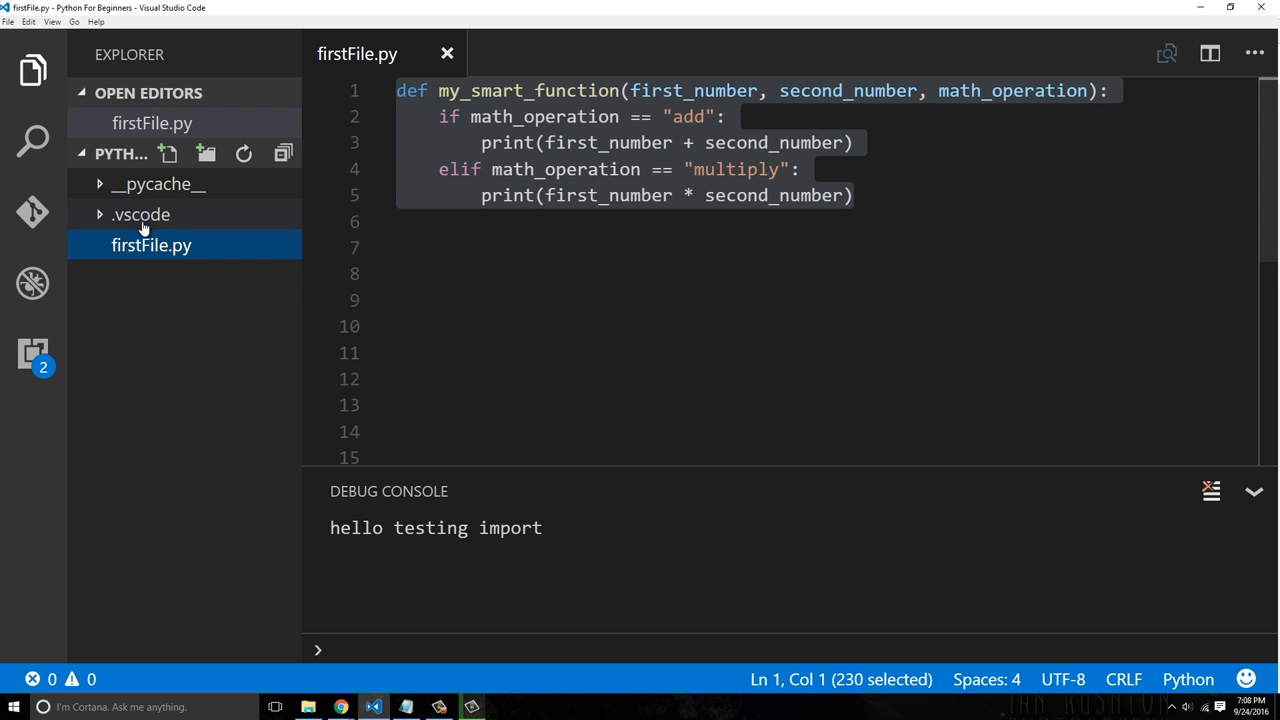 firstFile.py - Python For Beginners - Visual Studio Code
File Edit View Go Help
EXPLORER
OPEN EDITORS
firstFile.py
PYTH...
__pycache__
.vscode
firstFile.py
2
firstFile.py
1 def my_smart_function(first_number, second_number, math_operation):
2 if math_operation == "add":
3 print(first_number + second_number)
4 elif math_operation == "multiply":
5 print(first_number * second_number)
6
7
8
9
10
11
12
13
14
15
DEBUG CONSOLE
hello testing import
0 0
Ln 1, Col 1 (230 selected) Spaces: 4 UTF-8 CRLF Python
I'm Cortana. Ask me anything.
7:08 PM
9/24/2016